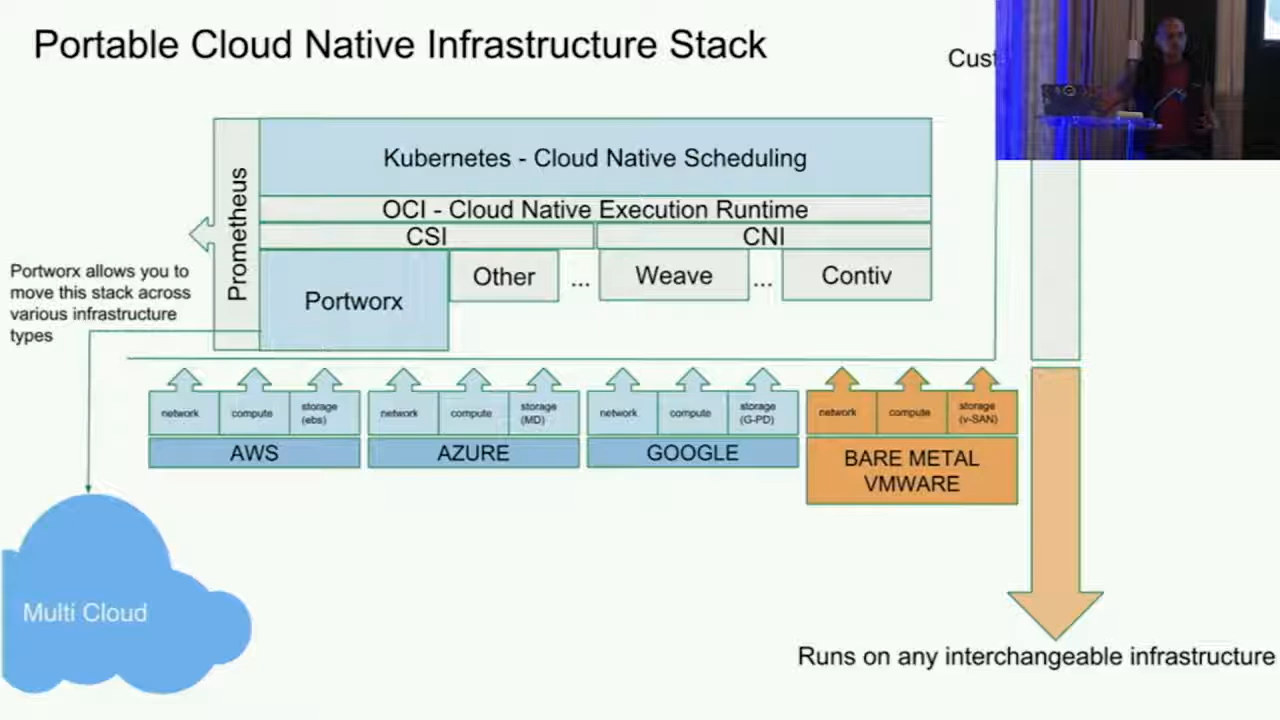 Portable Cloud Native Infrastructure Stack
Cust
Kubernetes - Cloud Native Scheduling
OCI - Cloud Native Execution Runtime
CSI
CNI
Prometheus
Portworx
Other
...
Weave
...
Contiv
Portworx allows you to
move this stack across
various infrastructure
types
network
compute
storage
(ebs)
AWS
network
compute
storage
(MD)
AZURE
network
compute
storage
(G-PD)
GOOGLE
network
compute
storage
(v-SAN)
BARE METAL
VMWARE
Multi Cloud
Runs on any interchangeable infrastructure